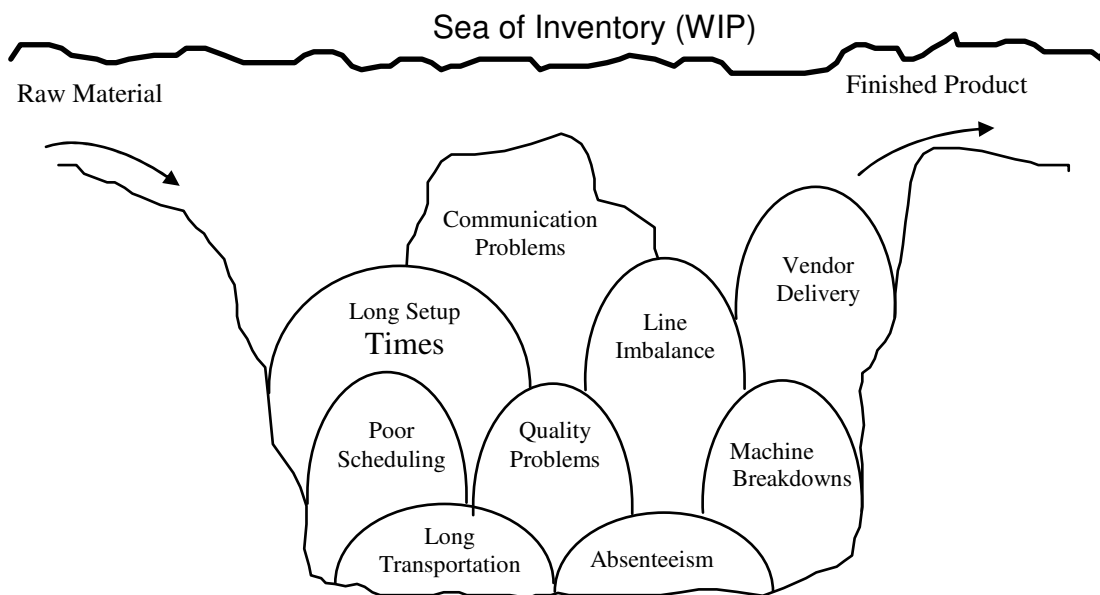 Sea of Inventory (WIP)
Raw Material
Finished Product
Communication
Problems
Vendor
Delivery
Long Setup
Times
Line
Imbalance
Poor
Scheduling
Quality
Problems
Machine
Breakdowns
Long
Transportation
Absenteeism